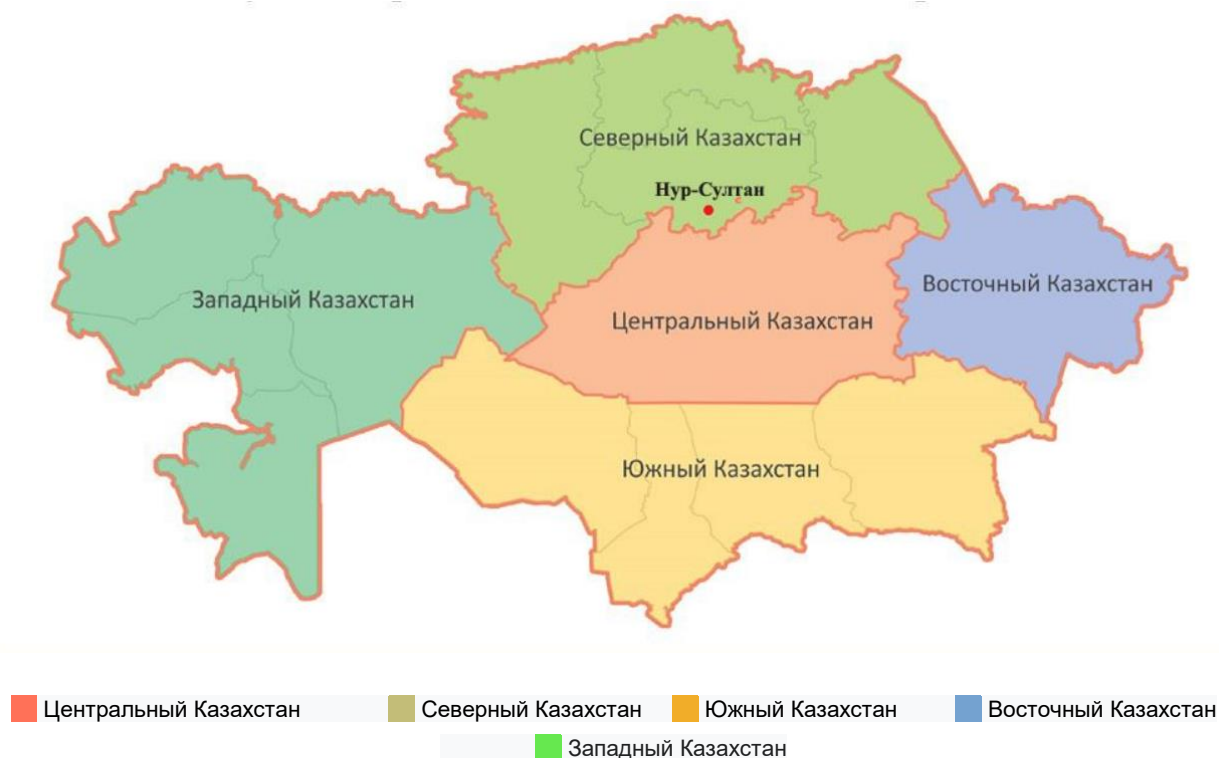 Северный Казахстан
Нур-Султан
Восточный Казахстан
Западный Казахстан
Центральный Казахстан
Южный Казахстан
Центральный Казахстан
Северный Казахстан
Южный Казахстан
Восточный Казахстан
Западный Казахстан